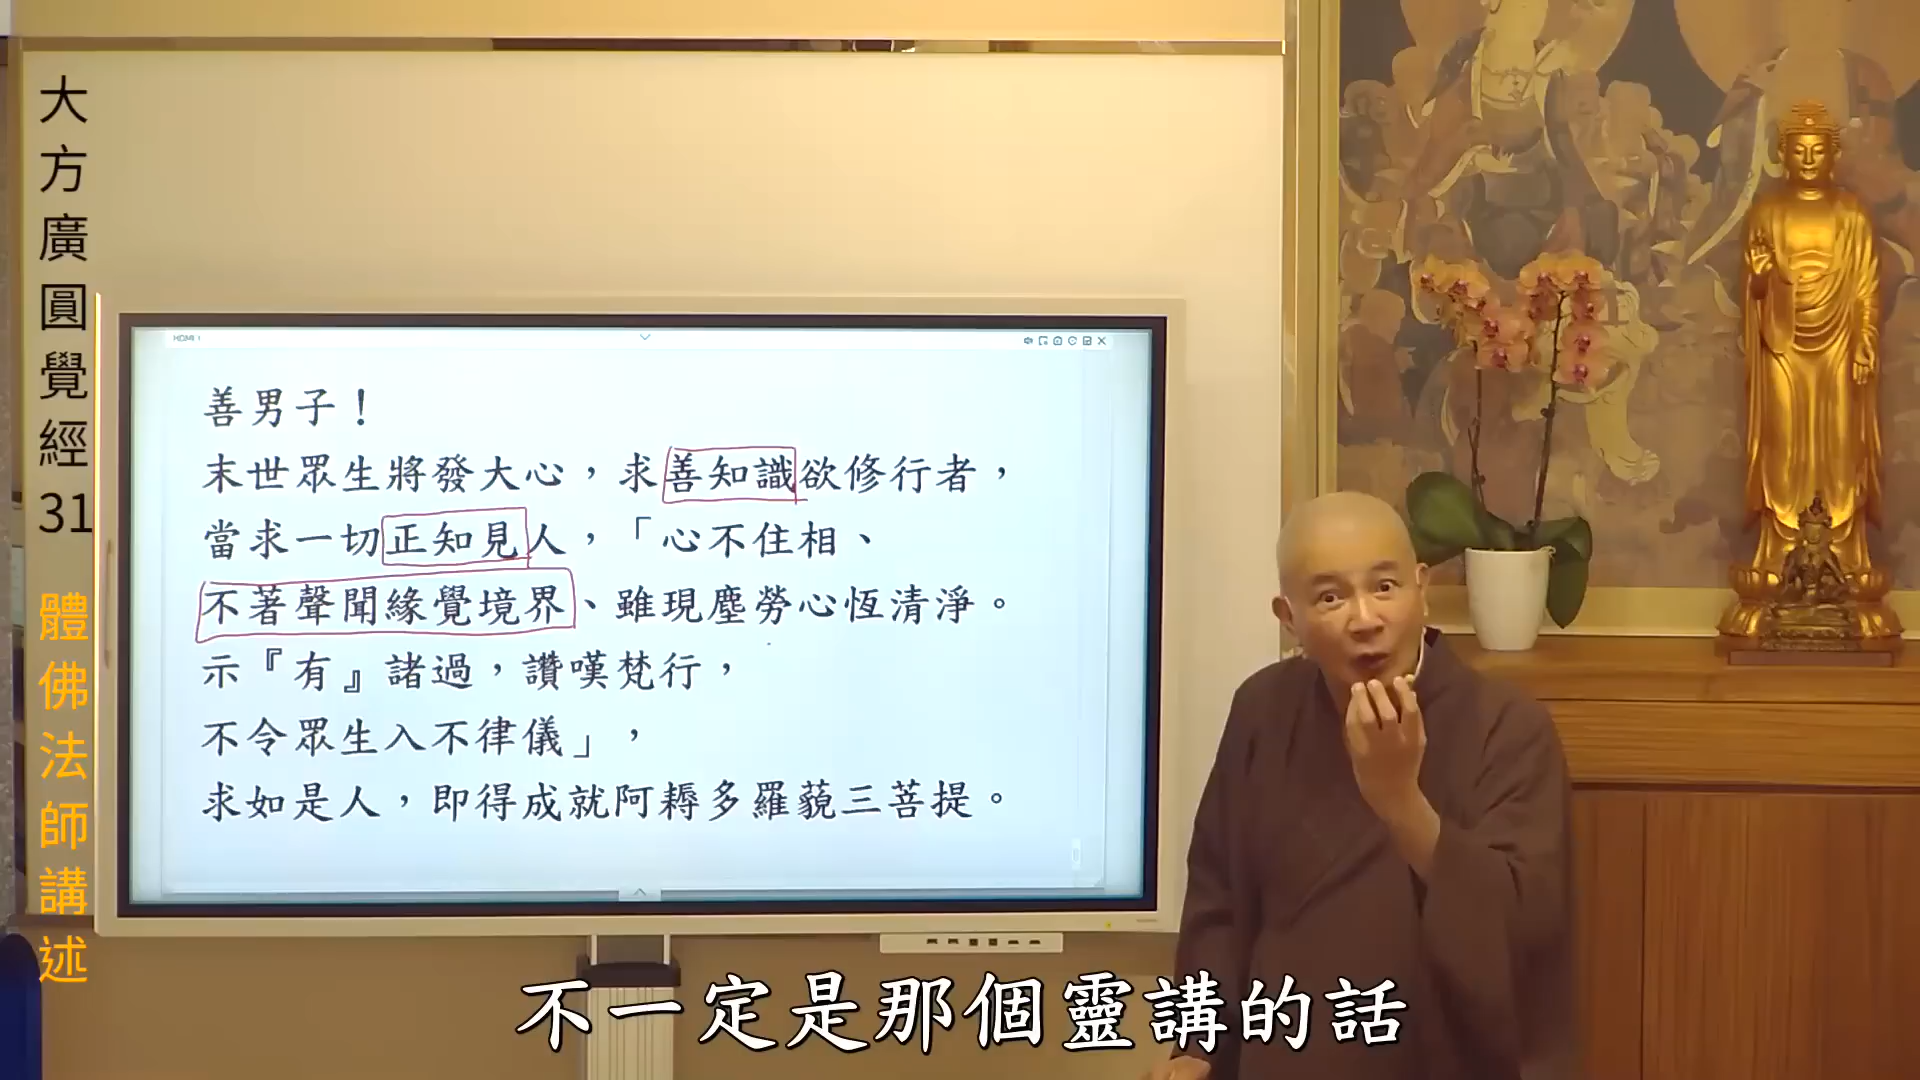 大方廣圓覺經31 體佛法師講述
HDMI 1
善男子！
末世眾生將發大心，求善知識欲修行者，
當求一切正知見人，「心不住相、
不著聲聞緣覺境界、雖現塵勞心恆清淨。
示『有』諸過，讚嘆梵行，
不令眾生入不律儀」，
求如是人，即得成就阿耨多羅藐三菩提。
不一定是那個靈講的話